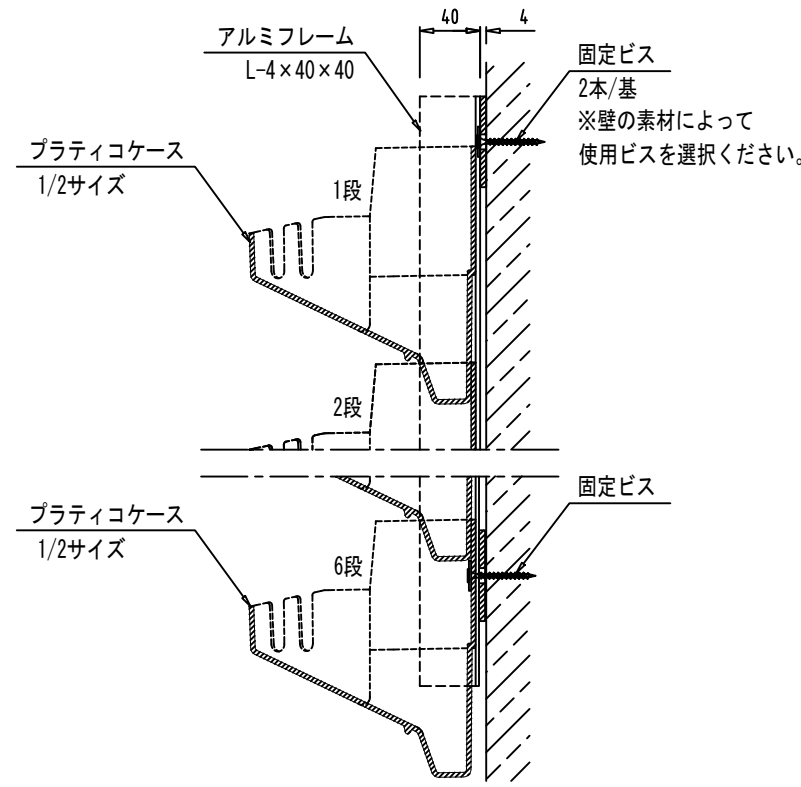 40
4
アルミフレーム
L-4×40×40
固定ビス
2本/基
※壁の素材によって
使用ビスを選択ください。
プラティコケース
1/2サイズ
1段
2段
固定ビス
プラティコケース
1/2サイズ
6段